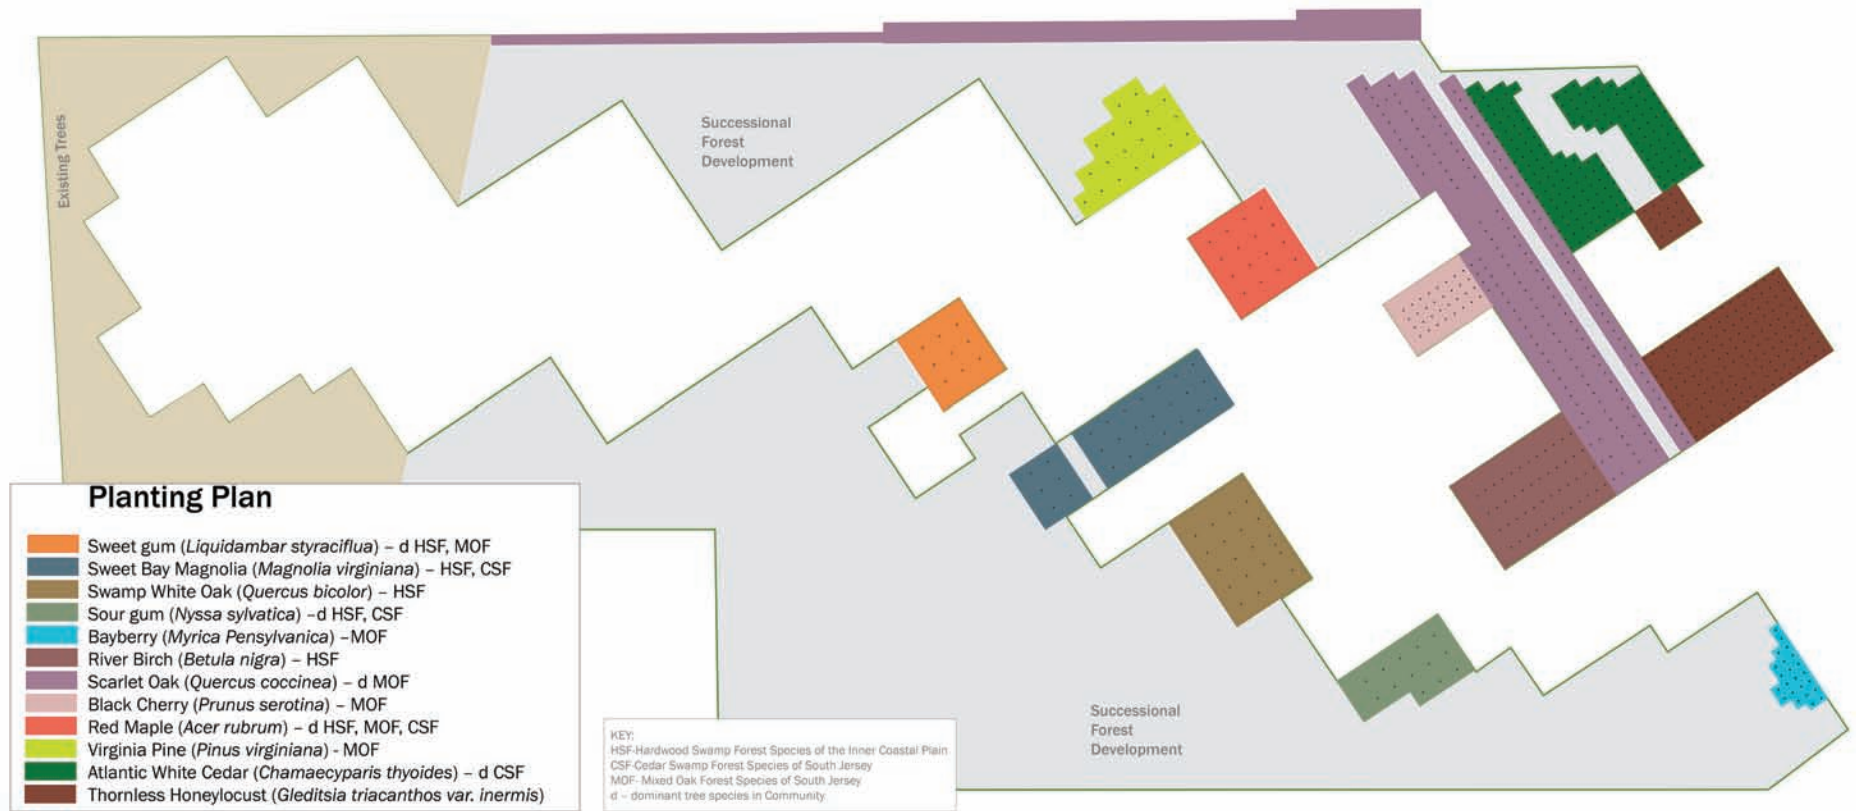 Existing Trees
Successional
Forest
Development
Planting Plan
Sweet gum (Liquidambar styraciflua) – d HSF, MOF
Sweet Bay Magnolia (Magnolia virginiana) – HSF, CSF
Swamp White Oak (Quercus bicolor) – HSF
Sour gum (Nyssa sylvatica) –d HSF, CSF
Bayberry (Myrica Pensylvanica) –MOF
River Birch (Betula nigra) – HSF
Scarlet Oak (Quercus coccinea) – d MOF
Black Cherry (Prunus serotina) – MOF
Red Maple (Acer rubrum) – d HSF, MOF, CSF
Virginia Pine (Pinus virginiana) - MOF
Atlantic White Cedar (Chamaecyparis thyoides) – d CSF
Thornless Honeylocust (Gleditsia triacanthos var. inermis)
KEY:
HSF-Hardwood Swamp Forest Species of the Inner Coastal Plain
CSF-Cedar Swamp Forest Species of South Jersey
MOF- Mixed Oak Forest Species of South Jersey
d – dominant tree species in Community
Successional
Forest
Development